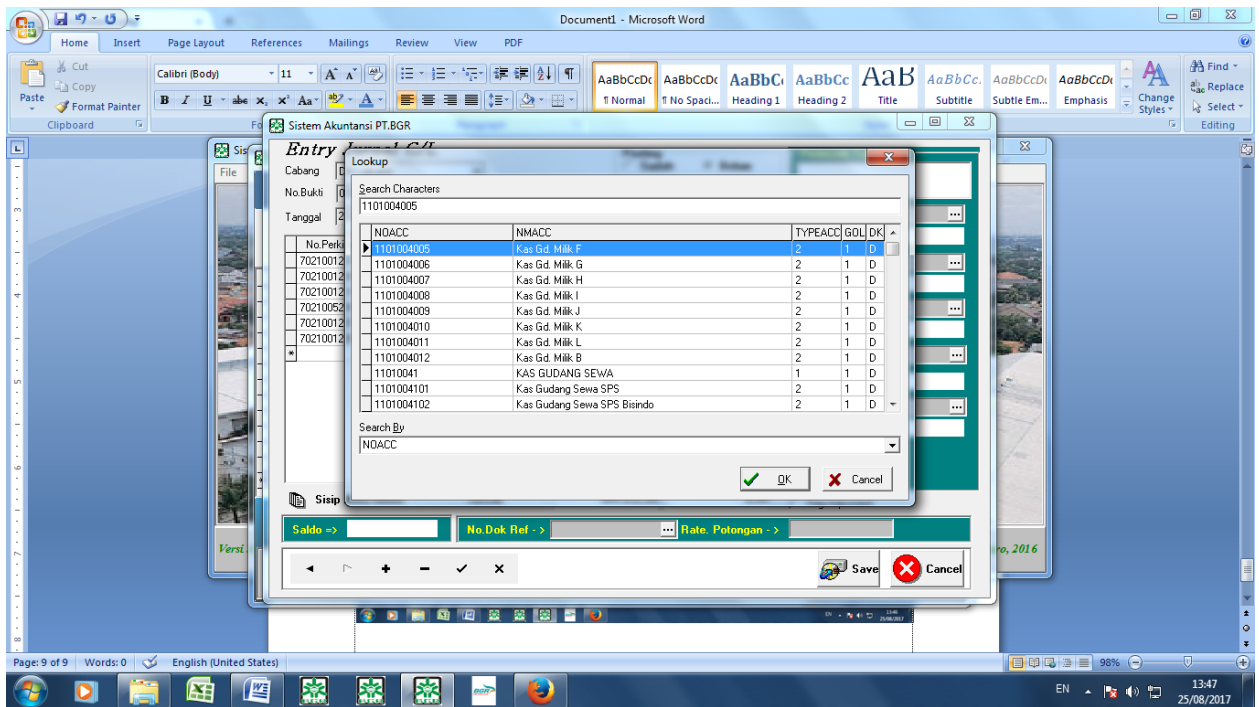 Document1 - Microsoft Word
Home Insert Page Layout References Mailings Review View PDF
Cut
Copy
Paste
Format Painter
Clipboard
Calibri (Body) 11
AaBbCcDc AaBbCcDc AaBbC AaBbCc AaB AaBbCc. AaBbCcDc AaBbCcDc
¶ Normal ¶ No Spaci... Heading 1 Heading 2 Title Subtitle Subtle Em... Emphasis
Change Styles
Find
Replace
Select
Editing
Sistem Akuntansi PT.BGR
File
Entry Jurnal G/L
Cabang
No.Bukti
Tanggal
No.Perki
70210012
70210012
70210012
70210052
70210012
70210012
Lookup
Search Characters
1101004005
NOACC NMACC TYPEACC GOL DK
1101004005 Kas Gd. Milik F 2 1 D
1101004006 Kas Gd. Milik G 2 1 D
1101004007 Kas Gd. Milik H 2 1 D
1101004008 Kas Gd. Milik I 2 1 D
1101004009 Kas Gd. Milik J 2 1 D
1101004010 Kas Gd. Milik K 2 1 D
1101004011 Kas Gd. Milik L 2 1 D
1101004012 Kas Gd. Milik B 2 1 D
11010041 KAS GUDANG SEWA 1 1 D
1101004101 Kas Gudang Sewa SPS 2 1 D
1101004102 Kas Gudang Sewa SPS Bisindo 2 1 D
Search By
NOACC
OK Cancel
Sisip
Saldo => No.Dok Ref - > Rate. Potongan - >
Versi ro, 2016
Save Cancel
Page: 9 of 9 Words: 0 English (United States) 98%
EN 13:47
25/08/2017